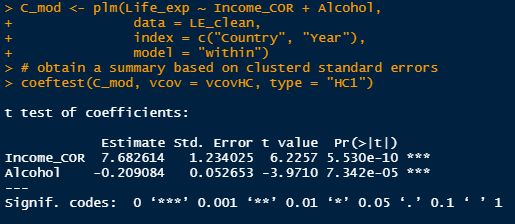 > C_mod <- plm(Life_exp ~ Income_COR + Alcohol,
+ data = LE_clean,
+ index = c("Country", "Year"),
+ model = "within")
> # obtain a summary based on clusterd standard errors
> coeftest(C_mod, vcov = vcovHC, type = "HC1")
t test of coefficients:
Estimate Std. Error t value Pr(>|t|)
Income_COR 7.682614 1.234025 6.2257 5.530e-10 ***
Alcohol -0.209084 0.052653 -3.9710 7.342e-05 ***
---
Signif. codes: 0 ‘***’ 0.001 ‘**’ 0.01 ‘*’ 0.05 ‘.’ 0.1 ‘ ’ 1